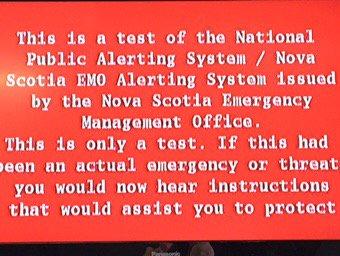 This is a test of the National
Public Alerting System / Nova
Scotia EMO Alerting System issued
by the Nova Scotia Emergency
Management Office.
This is only a test. If this had
been an actual emergency or threat
you would now hear instructions
that would assist you to protect
Panasonic